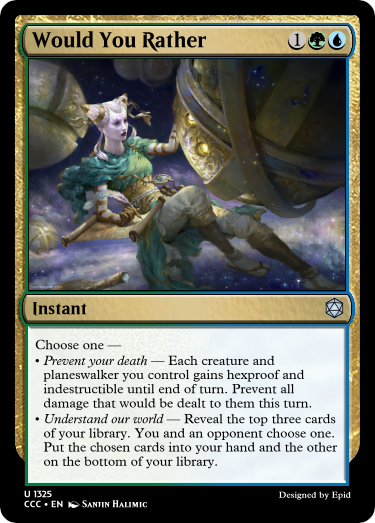 Would You Rather 1
Instant
Choose one —
• Prevent your death — Each creature and
planeswalker you control gains hexproof and
indestructible until end of turn. Prevent all
damage that would be dealt to them this turn.
• Understand our world — Reveal the top three cards
of your library. You and an opponent choose one.
Put the chosen cards into your hand and the other
on the bottom of your library.
U 1325
CCC • EN Santin Halimic Designed by Epid